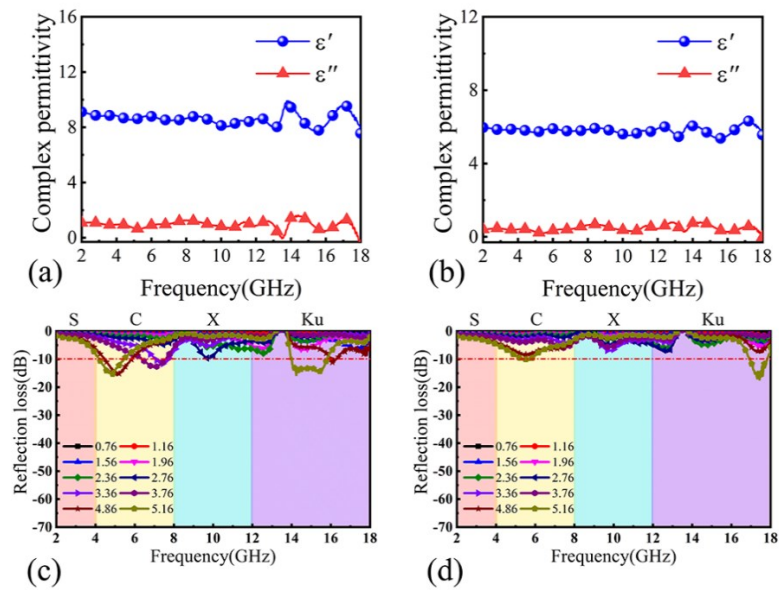 Complex permittivity
16
12
8
4
0
ε′
ε″
2 4 6 8 10 12 14 16 18
(a)
Frequency(GHz)
Complex permittivity
12
9
6
3
0
ε′
ε″
2 4 6 8 10 12 14 16 18
(b)
Frequency(GHz)
S C X Ku
Reflection loss(dB)
0
-10
-20
-30
-40
-50
-60
-70
0.76 1.16
1.56 1.96
2.36 2.76
3.36 3.76
4.86 5.16
2 4 6 8 10 12 14 16 18
(c)
Frequency(GHz)
S C X Ku
Reflection loss(dB)
0
-10
-20
-30
-40
-50
-60
-70
0.76 1.16
1.56 1.96
2.36 2.76
3.36 3.76
4.86 5.16
2 4 6 8 10 12 14 16 18
(d)
Frequency(GHz)